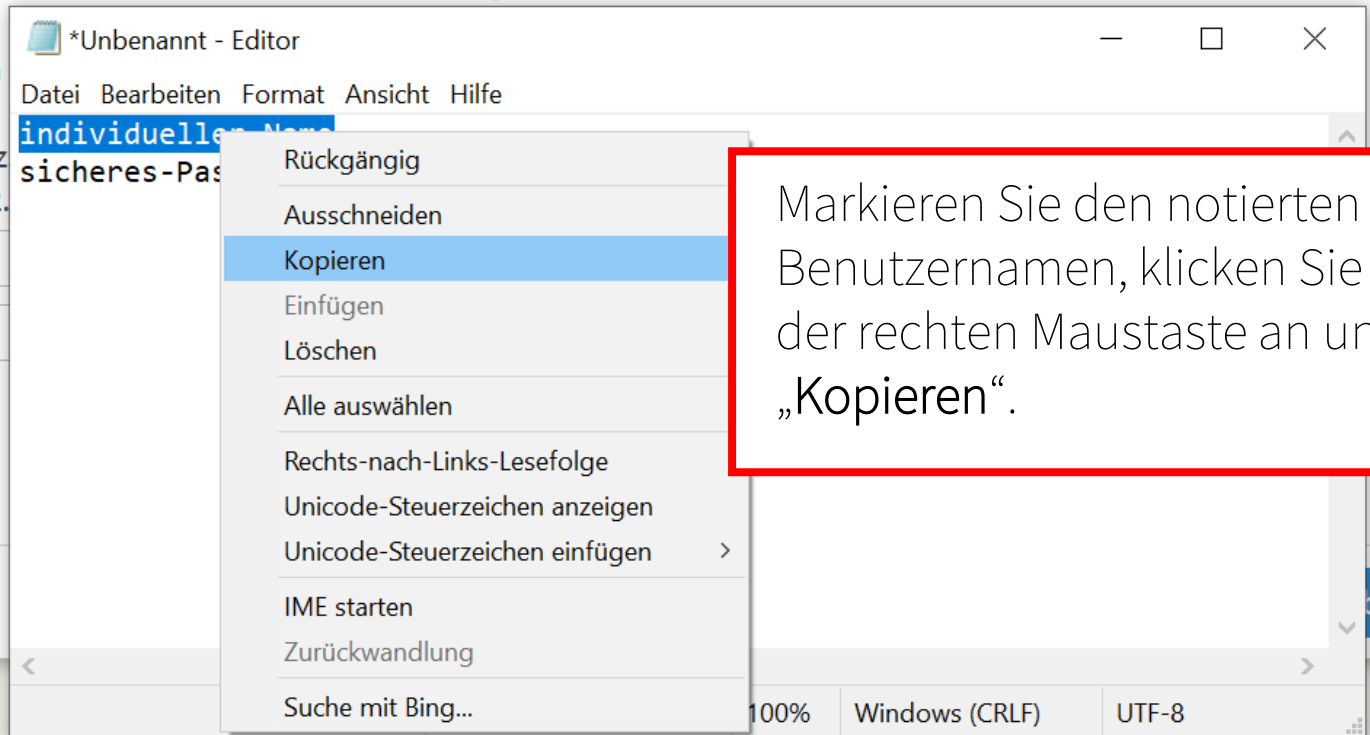 *Unbenannt - Editor
Datei Bearbeiten Format Ansicht Hilfe
individueller-Name
sicheres-Pas
Rückgängig
Ausschneiden
Kopieren
Einfügen
Löschen
Alle auswählen
Rechts-nach-Links-Lesefolge
Unicode-Steuerzeichen anzeigen
Unicode-Steuerzeichen einfügen
IME starten
Zurückwandlung
Suche mit Bing...
Markieren Sie den notierten
Benutzernamen, klicken Sie
der rechten Maustaste an un
„Kopieren“.
100% Windows (CRLF) UTF-8